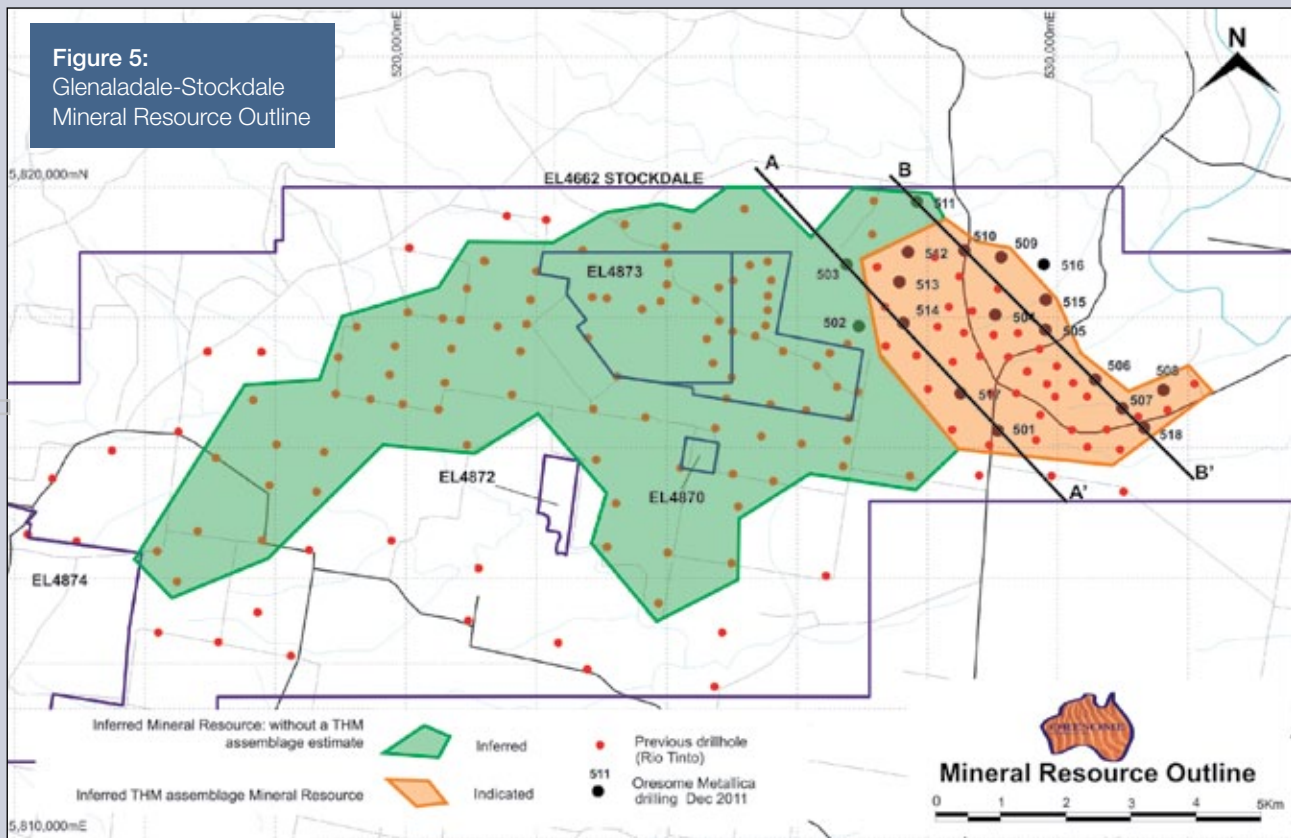 Figure 5:
Glenaladale-Stockdale
Mineral Resource Outline
520,000mE
530,000mE
N
5,820,000mN
EL4662 STOCKDALE
A
B
511
510
509
512
516
503
EL4873
513
515
514
504
502
505
506
508
507
517
501
518
EL4872
EL4870
A'
B'
EL4874
Inferred Mineral Resource: without a THM
assemblage estimate
Inferred
Previous drillhole
(Rio Tinto)
Inferred THM assemblage Mineral Resource
Indicated
511
Oresome Metallica
drilling Dec 2011
ORESOME
Mineral Resource Outline
0 1 2 3 4 5Km
5,810,000mE